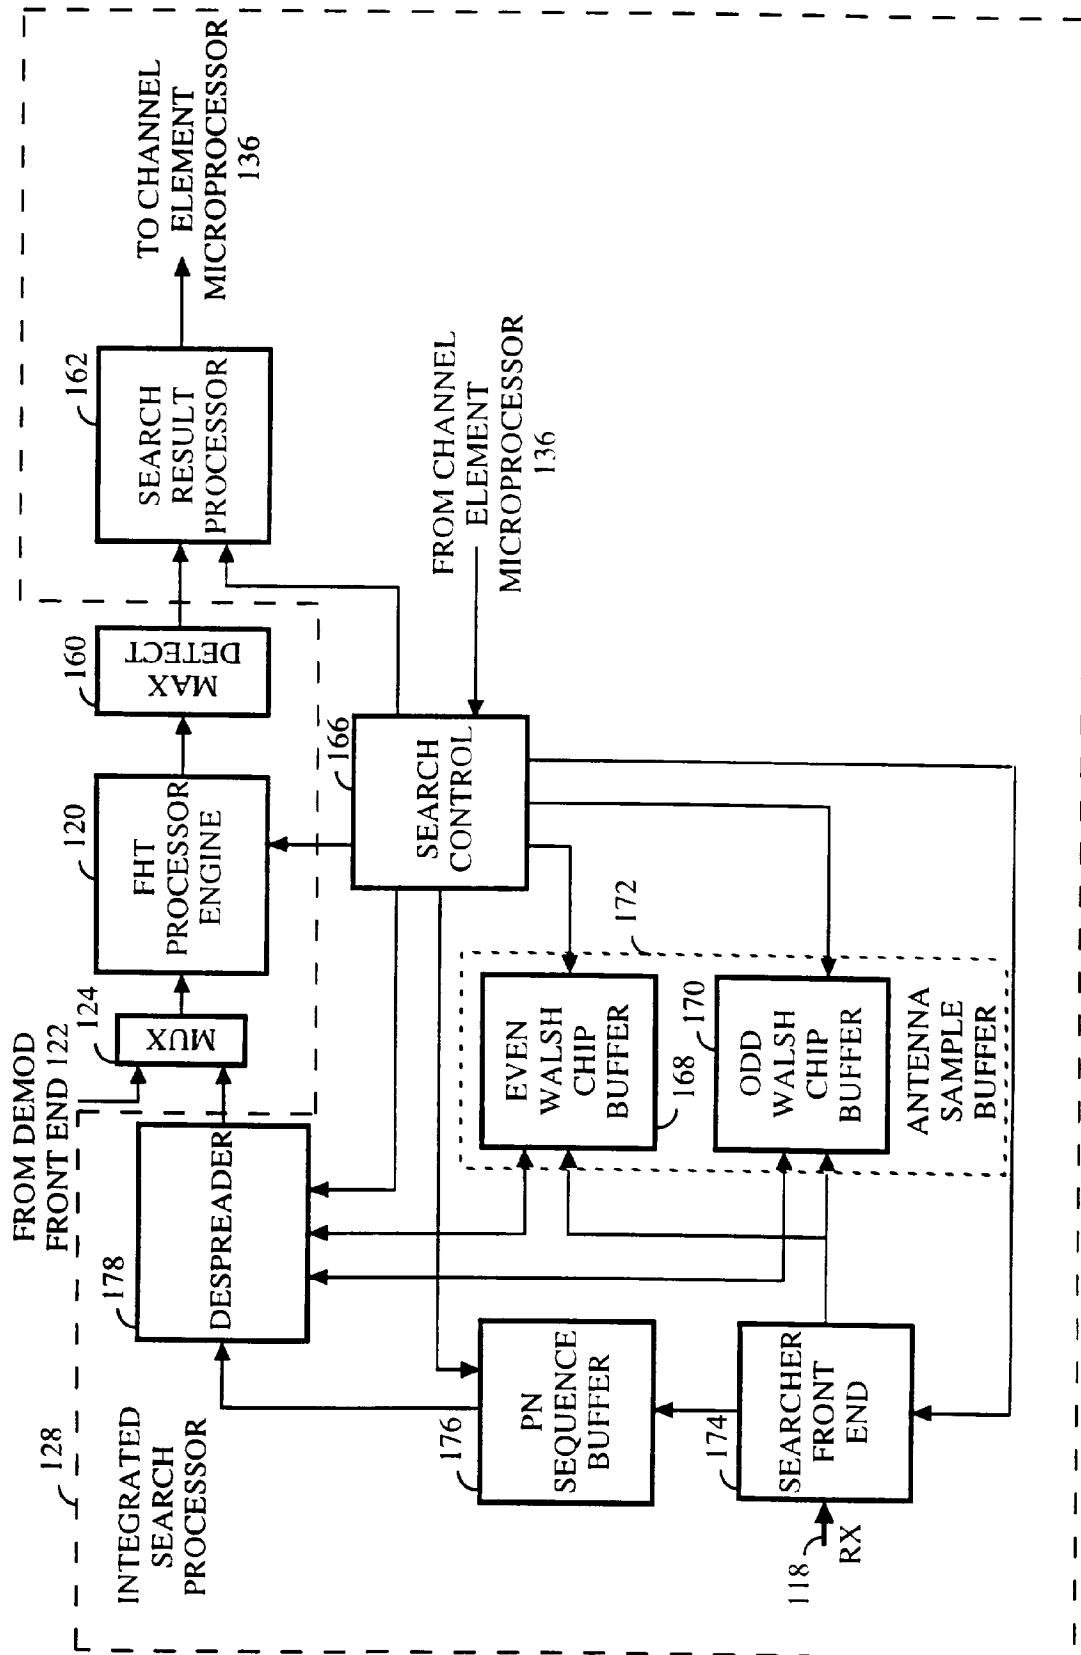 128
INTEGRATED
SEARCH
PROCESSOR
FROM DEMOD
FRONT END 122
178
DESPREADER
124
MUX
120
FHT
PROCESSOR
ENGINE
160
MAX
DETECT
162
SEARCH
RESULT
PROCESSOR
TO CHANNEL
ELEMENT
MICROPROCESSOR
136
166
SEARCH
CONTROL
FROM CHANNEL
ELEMENT
MICROPROCESSOR
136
176
PN
SEQUENCE
BUFFER
172
EVEN
WALSH
CHIP
BUFFER
168
170
ODD
WALSH
CHIP
BUFFER
ANTENNA
SAMPLE
BUFFER
174
SEARCHER
FRONT
END
118
RX